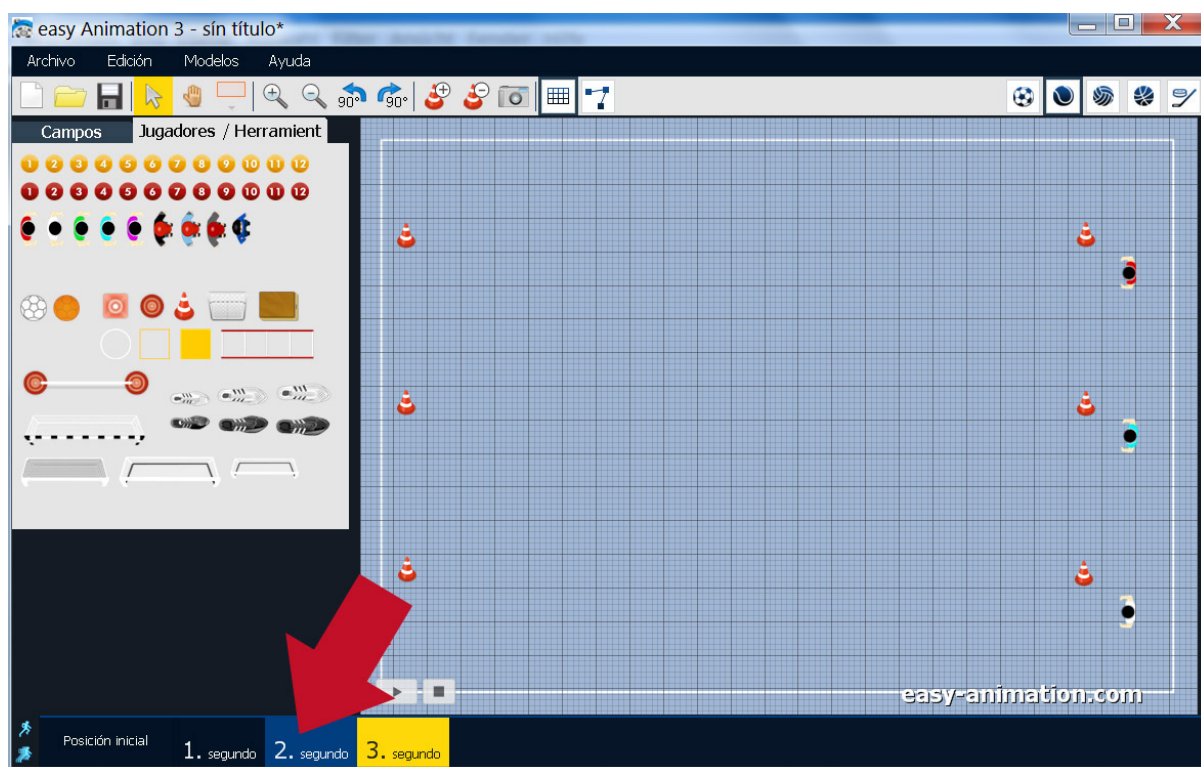 easy Animation 3 - sín título*
Archivo Edición Modelos Ayuda
90° 90°
Campos Jugadores / Herramient
1 2 3 4 5 6 7 8 9 10 11 12
1 2 3 4 5 6 7 8 9 10 11 12
easy-animation.com
Posición inicial 1. segundo 2. segundo 3. segundo